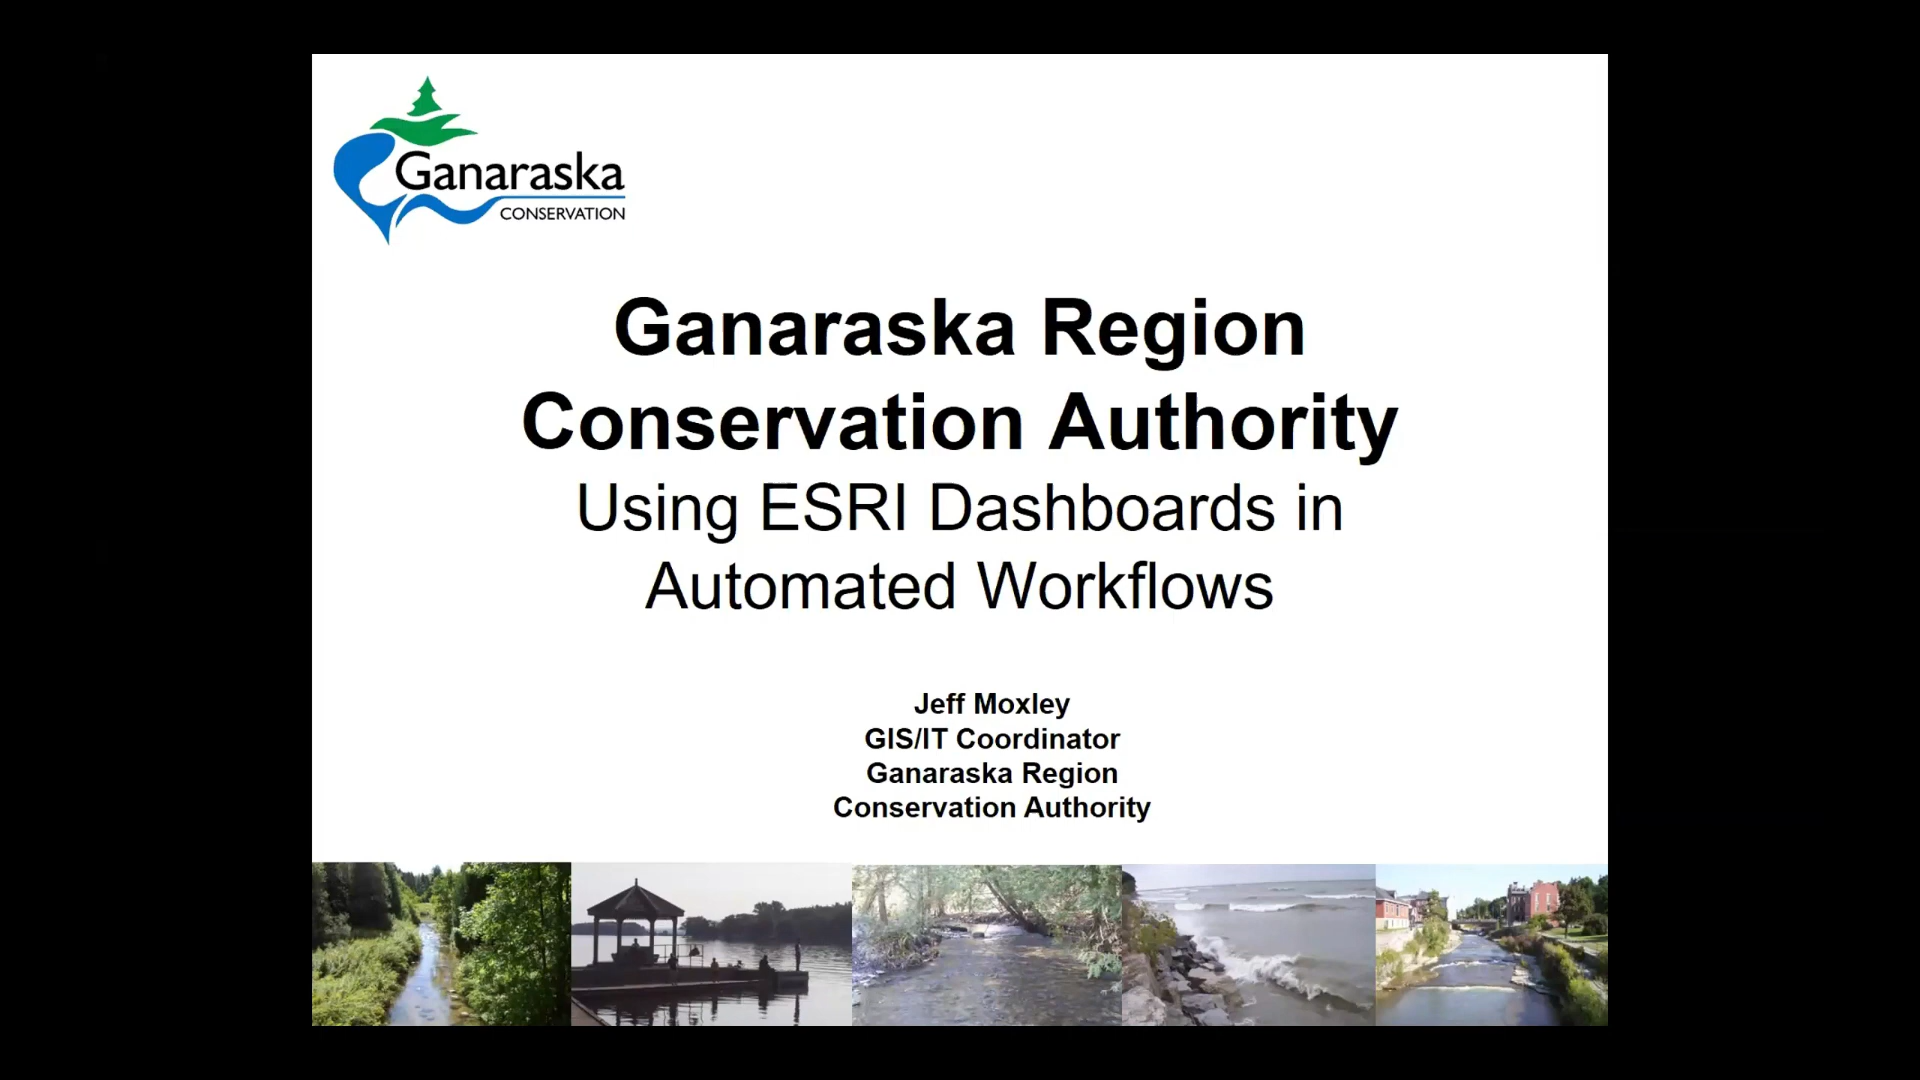 Ganaraska
CONSERVATION
Ganaraska Region
Conservation Authority
Using ESRI Dashboards in
Automated Workflows
Jeff Moxley
GIS/IT Coordinator
Ganaraska Region
Conservation Authority